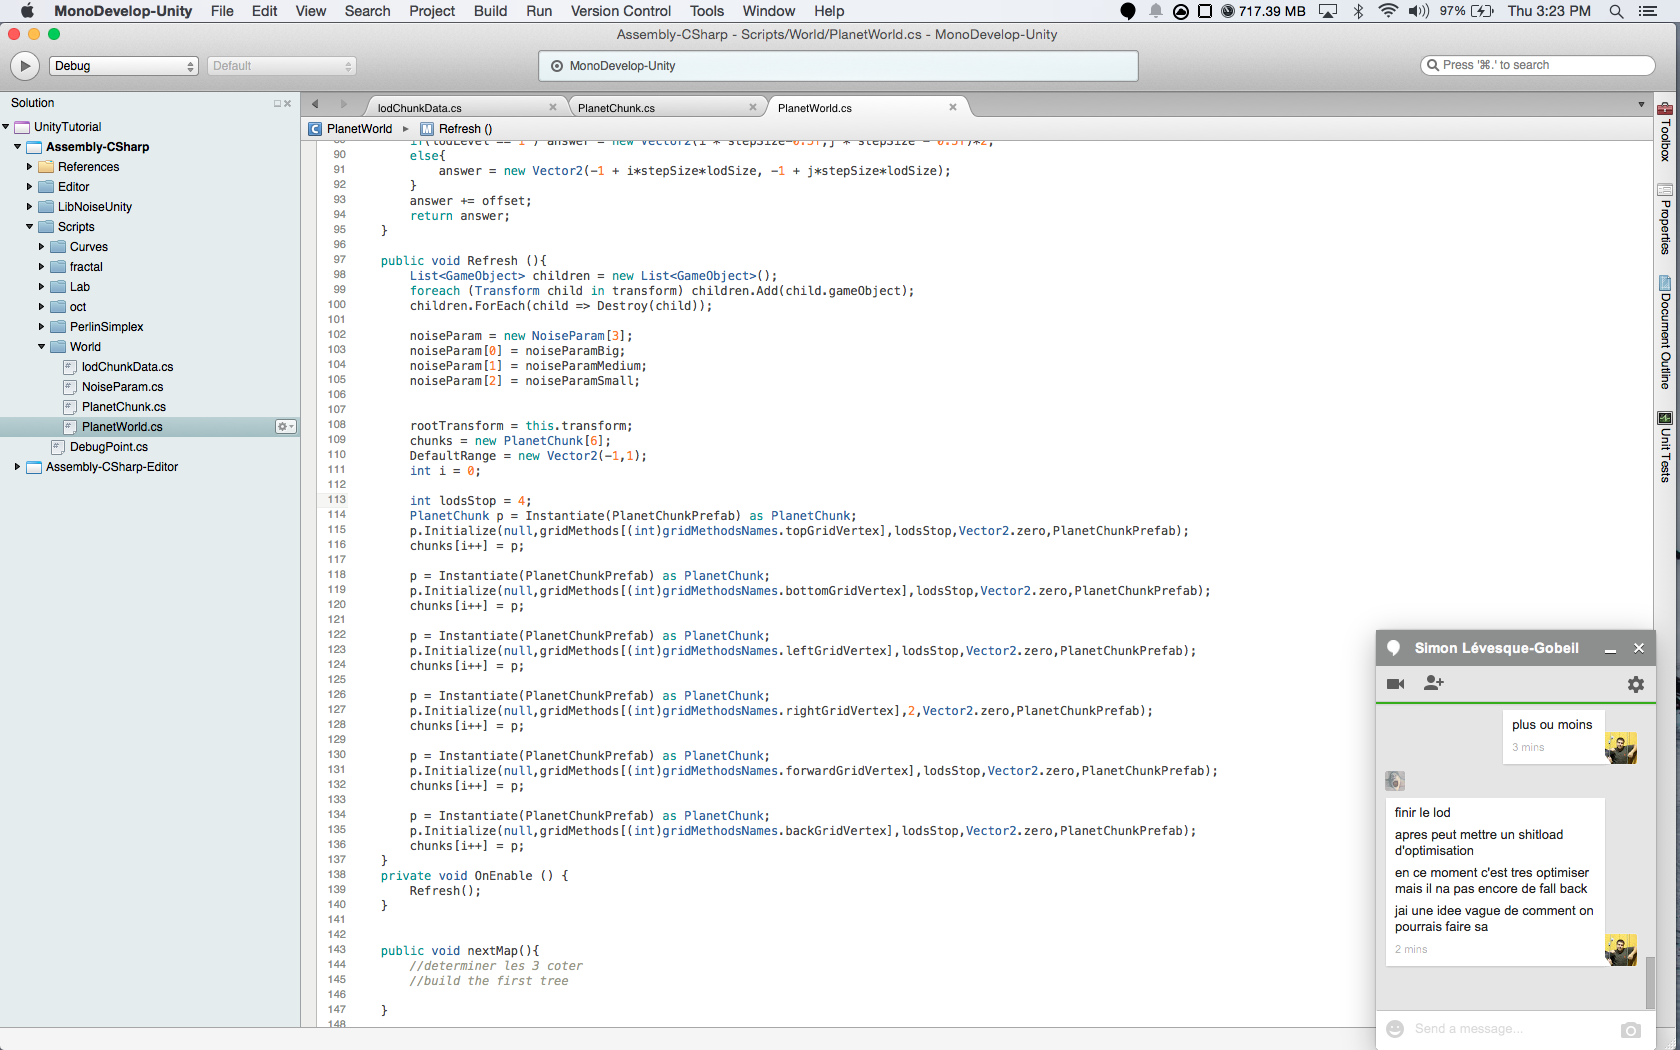 MonoDevelop-Unity File Edit View Search Project Build Run Version Control Tools Window Help 717.39 MB 97% Thu 3:23 PM
Assembly-CSharp - Scripts/World/PlanetWorld.cs - MonoDevelop-Unity
Debug Default MonoDevelop-Unity Press '⌘.' to search
Solution
UnityTutorial
Assembly-CSharp
References
Editor
LibNoiseUnity
Scripts
Curves
fractal
Lab
oct
PerlinSimplex
World
lodChunkData.cs
NoiseParam.cs
PlanetChunk.cs
PlanetWorld.cs
DebugPoint.cs
Assembly-CSharp-Editor
lodChunkData.cs PlanetChunk.cs PlanetWorld.cs
PlanetWorld Refresh ()
90 else{
91 answer = new Vector2(-1 + i*stepSize*lodSize, -1 + j*stepSize*lodSize);
92 }
93 answer += offset;
94 return answer;
95 }
96
97 public void Refresh (){
98 List<GameObject> children = new List<GameObject>();
99 foreach (Transform child in transform) children.Add(child.gameObject);
100 children.ForEach(child => Destroy(child));
101
102 noiseParam = new NoiseParam[3];
103 noiseParam[0] = noiseParamBig;
104 noiseParam[1] = noiseParamMedium;
105 noiseParam[2] = noiseParamSmall;
106
107
108 rootTransform = this.transform;
109 chunks = new PlanetChunk[6];
110 DefaultRange = new Vector2(-1,1);
111 int i = 0;
112
113 int lodsStop = 4;
114 PlanetChunk p = Instantiate(PlanetChunkPrefab) as PlanetChunk;
115 p.Initialize(null,gridMethods[(int)gridMethodsNames.topGridVertex],lodsStop,Vector2.zero,PlanetChunkPrefab);
116 chunks[i++] = p;
117
118 p = Instantiate(PlanetChunkPrefab) as PlanetChunk;
119 p.Initialize(null,gridMethods[(int)gridMethodsNames.bottomGridVertex],lodsStop,Vector2.zero,PlanetChunkPrefab);
120 chunks[i++] = p;
121
122 p = Instantiate(PlanetChunkPrefab) as PlanetChunk;
123 p.Initialize(null,gridMethods[(int)gridMethodsNames.leftGridVertex],lodsStop,Vector2.zero,PlanetChunkPrefab);
124 chunks[i++] = p;
125
126 p = Instantiate(PlanetChunkPrefab) as PlanetChunk;
127 p.Initialize(null,gridMethods[(int)gridMethodsNames.rightGridVertex],2,Vector2.zero,PlanetChunkPrefab);
128 chunks[i++] = p;
129
130 p = Instantiate(PlanetChunkPrefab) as PlanetChunk;
131 p.Initialize(null,gridMethods[(int)gridMethodsNames.forwardGridVertex],lodsStop,Vector2.zero,PlanetChunkPrefab);
132 chunks[i++] = p;
133
134 p = Instantiate(PlanetChunkPrefab) as PlanetChunk;
135 p.Initialize(null,gridMethods[(int)gridMethodsNames.backGridVertex],lodsStop,Vector2.zero,PlanetChunkPrefab);
136 chunks[i++] = p;
137 }
138 private void OnEnable () {
139 Refresh();
140 }
141
142
143 public void nextMap(){
144 //determiner les 3 coter
145 //build the first tree
146
147 }
148
Toolbox
Properties
Document Outline
Unit Tests
Simon Lévesque-Gobeil
plus ou moins
3 mins
finir le lod
apres peut mettre un shitload
d'optimisation
en ce moment c'est tres optimiser
mais il na pas encore de fall back
jai une idee vague de comment on
pourrais faire sa
2 mins
Send a message...